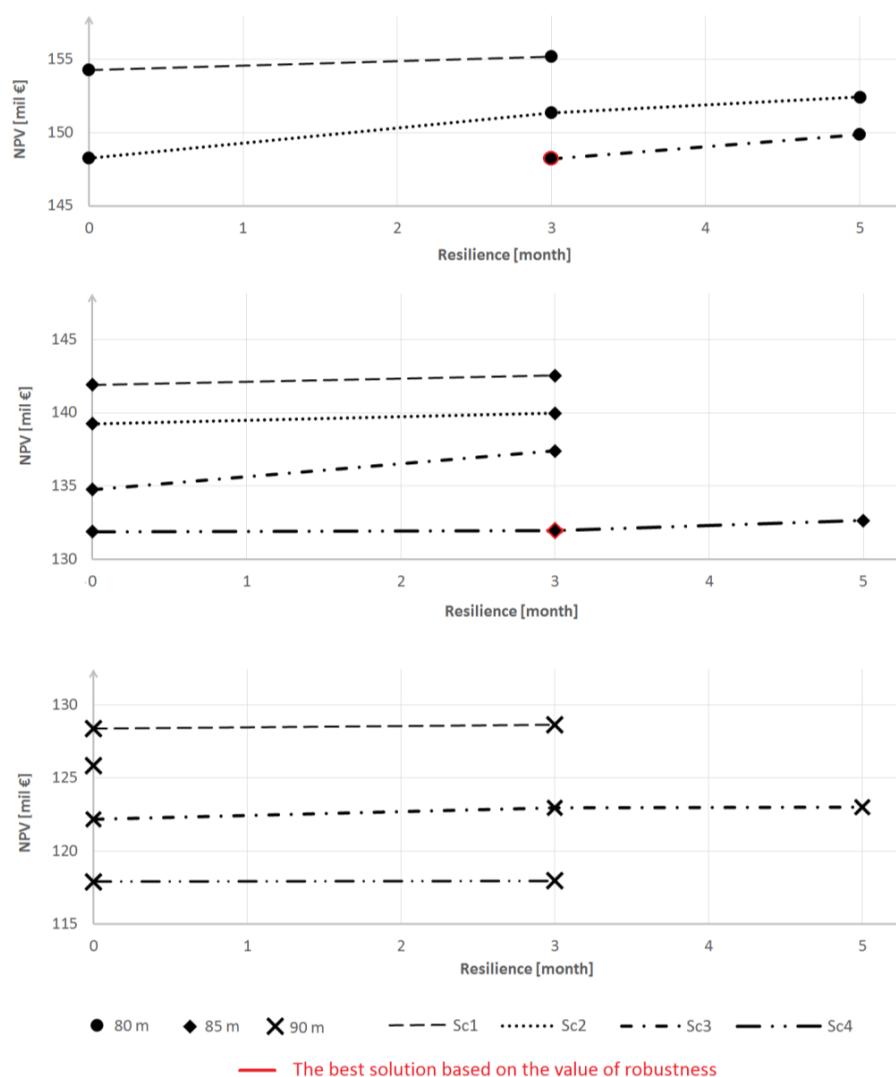 NPV [mil €]
155
150
145
0 1 2 3 4 5
Resilience [month]
NPV [mil €]
145
140
135
130
0 1 2 3 4 5
Resilience [month]
NPV [mil €]
130
125
120
115
0 1 2 3 4 5
Resilience [month]
80 m 85 m 90 m Sc1 Sc2 Sc3 Sc4
The best solution based on the value of robustness